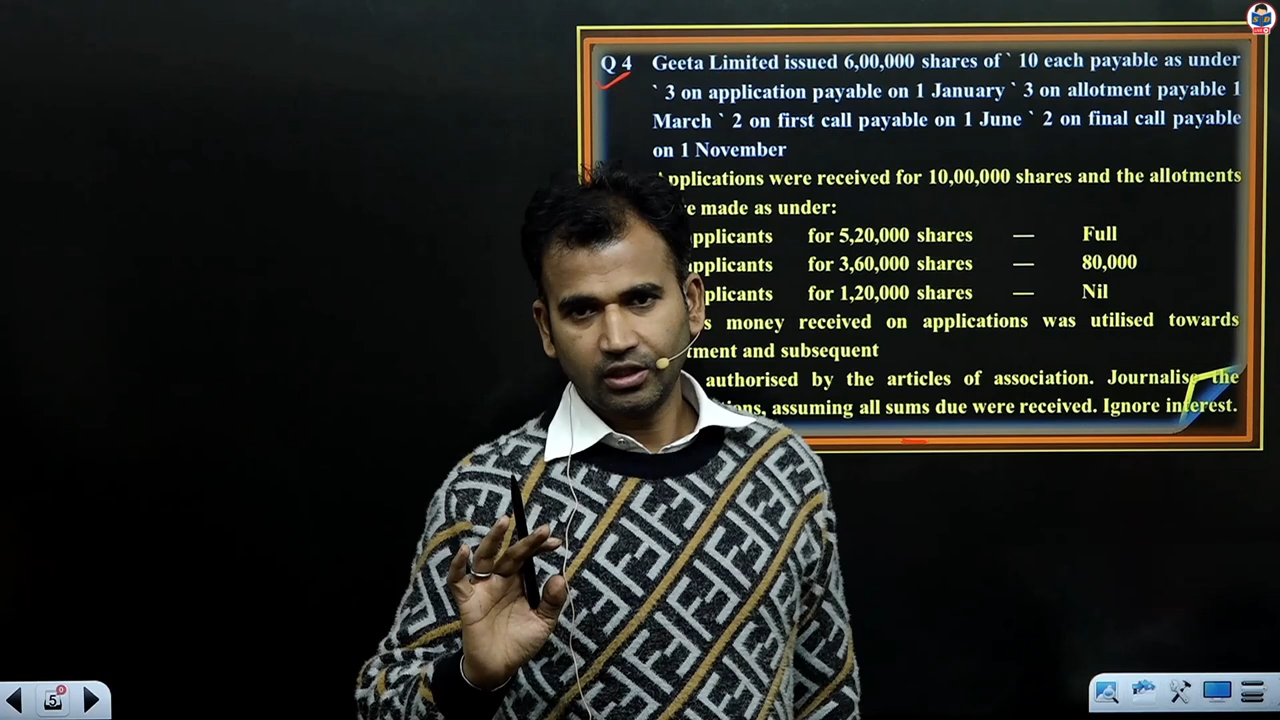 Q 4 Geeta Limited issued 6,00,000 shares of ` 10 each payable as under
` 3 on application payable on 1 January ` 3 on allotment payable 1
March ` 2 on first call payable on 1 June ` 2 on final call payable
on 1 November
pplications were received for 10,00,000 shares and the allotments
re made as under:
pplicants for 5,20,000 shares — Full
pplicants for 3,60,000 shares — 80,000
plicants for 1,20,000 shares — Nil
s money received on applications was utilised towards
tment and subsequent
authorised by the articles of association. Journalise the
ions, assuming all sums due were received. Ignore interest.
S D
5
0